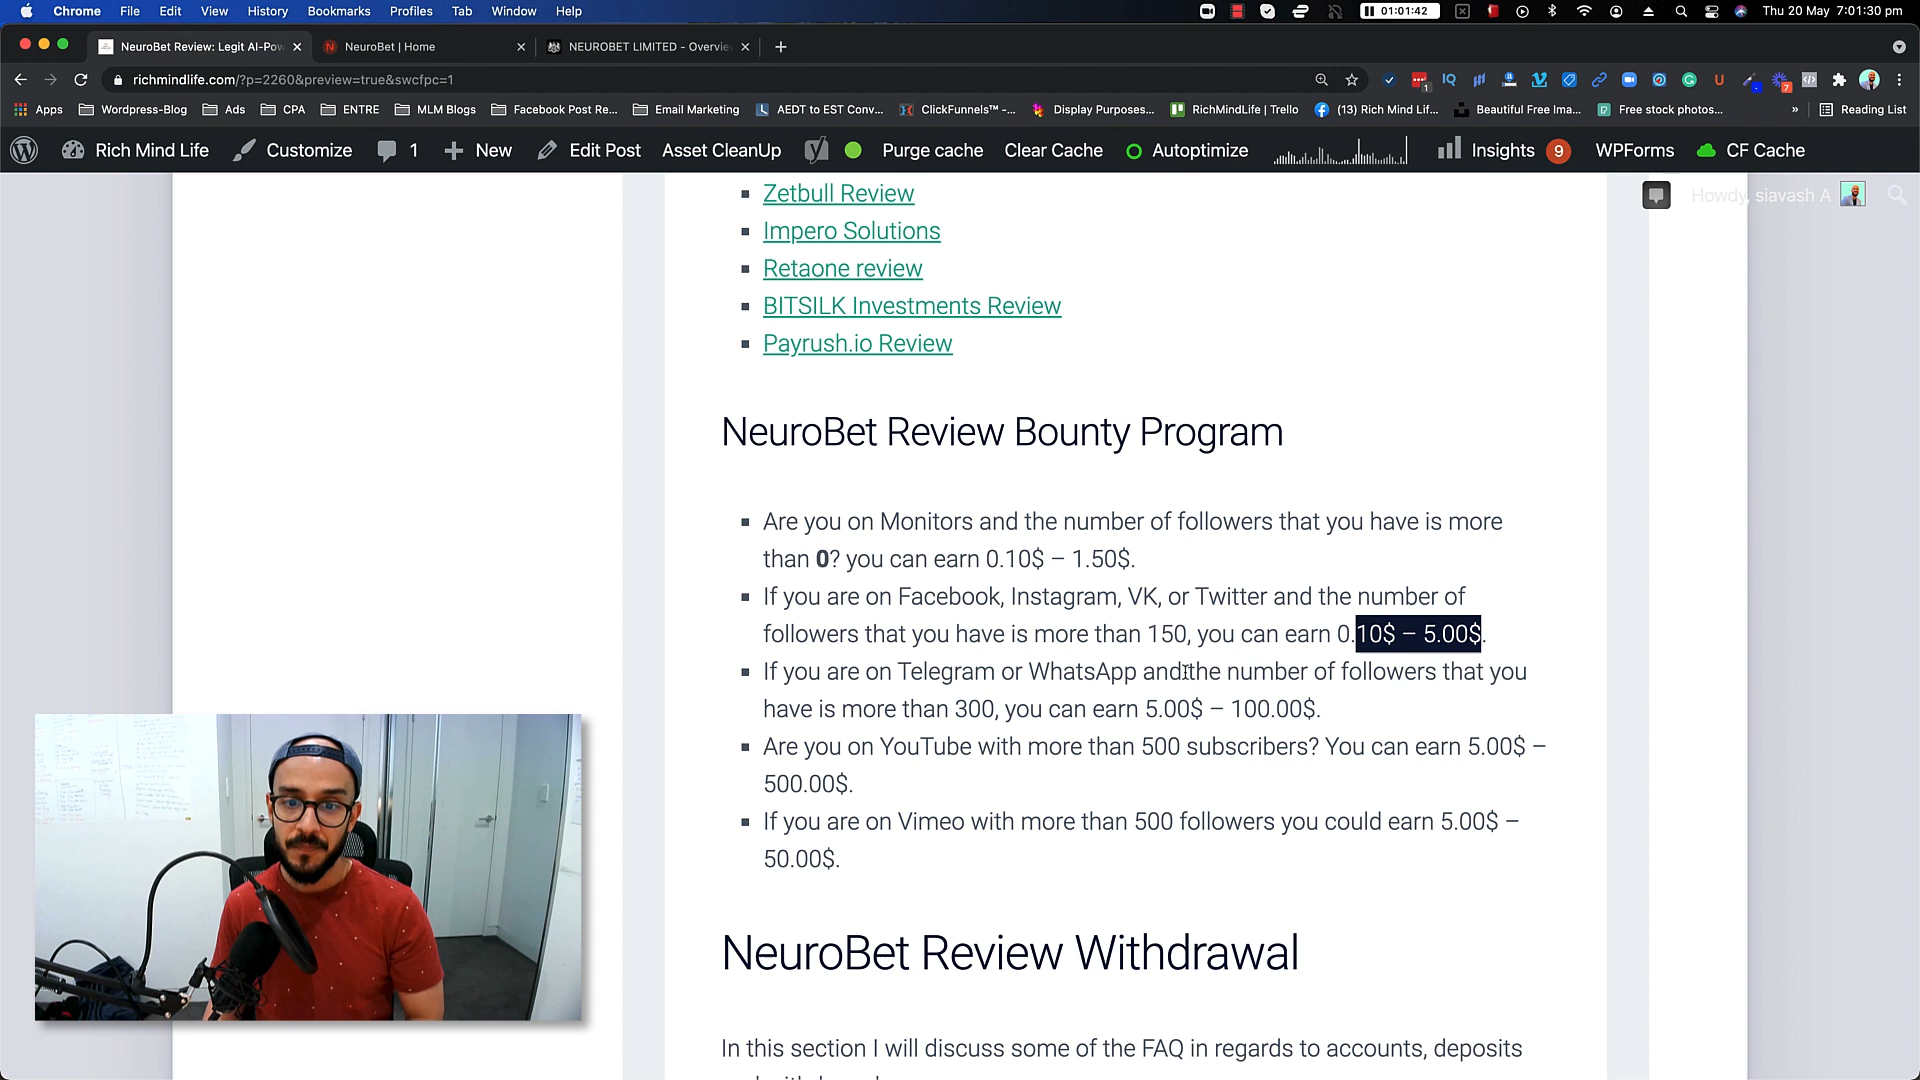 Chrome File Edit View History Bookmarks Profiles Tab Window Help 01:01:42 Thu 20 May 7:01:30 pm
NeuroBet Review: Legit AI-Pow NeuroBet | Home NEUROBET LIMITED - Overvie
richmindlife.com/?p=2260&preview=true&swcfpc=1 1 IQ U 7
Apps Wordpress-Blog Ads CPA ENTRE MLM Blogs Facebook Post Re... Email Marketing AEDT to EST Conv... ClickFunnels™ -... Display Purposes... RichMindLife | Trello (13) Rich Mind Lif... Beautiful Free Ima... Free stock photos... » Reading List
Rich Mind Life Customize 1 New Edit Post Asset CleanUp Purge cache Clear Cache Autoptimize Insights 9 WPForms CF Cache
Howdy, siavash A
Zetbull Review
Impero Solutions
Retaone review
BITSILK Investments Review
Payrush.io Review
NeuroBet Review Bounty Program
Are you on Monitors and the number of followers that you have is more
than 0? you can earn 0.10$ – 1.50$.
If you are on Facebook, Instagram, VK, or Twitter and the number of
followers that you have is more than 150, you can earn 0.10$ – 5.00$.
If you are on Telegram or WhatsApp and the number of followers that you
have is more than 300, you can earn 5.00$ – 100.00$.
Are you on YouTube with more than 500 subscribers? You can earn 5.00$ –
500.00$.
If you are on Vimeo with more than 500 followers you could earn 5.00$ –
50.00$.
NeuroBet Review Withdrawal
In this section I will discuss some of the FAQ in regards to accounts, deposits